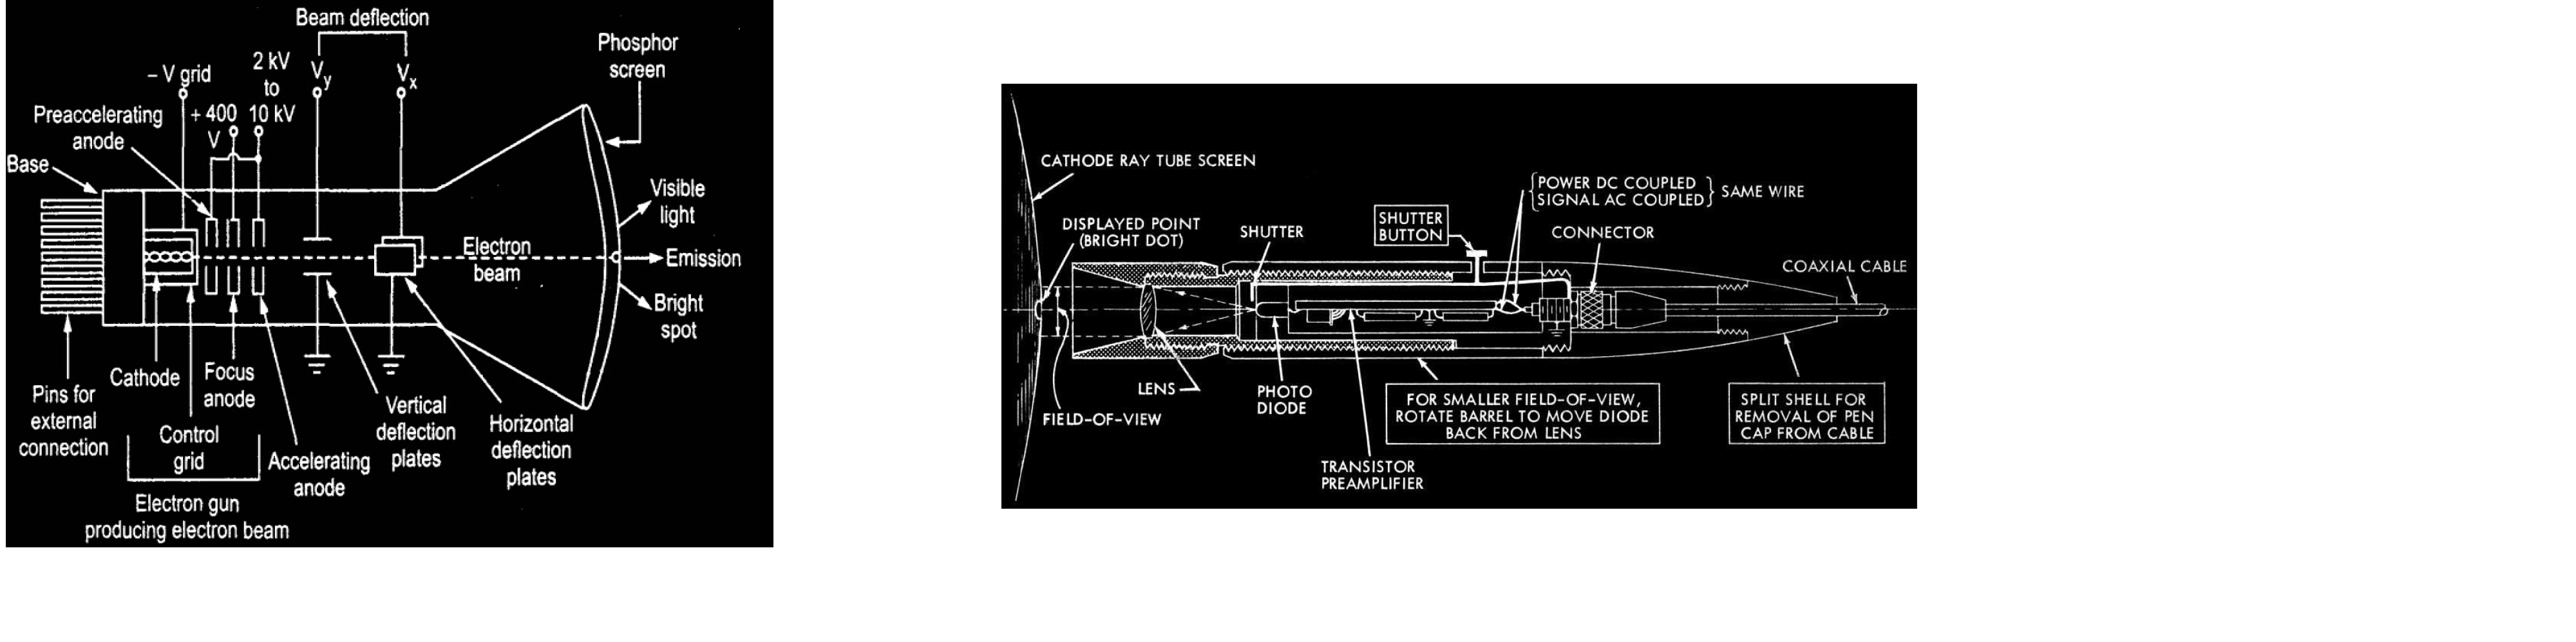 Beam deflection
Phosphor
screen
2 kV
to
10 kV
– V grid
Vy
Vx
+ 400
V
Preaccelerating
anode
Base
Visible
light
Electron
beam
Emission
Bright
spot
Cathode
Focus
anode
Pins for
external
connection
Control
grid
Vertical
deflection
plates
Horizontal
deflection
plates
Accelerating
anode
Electron gun
producing electron beam
CATHODE RAY TUBE SCREEN
POWER DC COUPLED
SIGNAL AC COUPLED
SAME WIRE
DISPLAYED POINT
(BRIGHT DOT)
SHUTTER
SHUTTER
BUTTON
CONNECTOR
COAXIAL CABLE
LENS
FIELD-OF-VIEW
PHOTO
DIODE
FOR SMALLER FIELD-OF-VIEW,
ROTATE BARREL TO MOVE DIODE
BACK FROM LENS
SPLIT SHELL FOR
REMOVAL OF PEN
CAP FROM CABLE
TRANSISTOR
PREAMPLIFIER